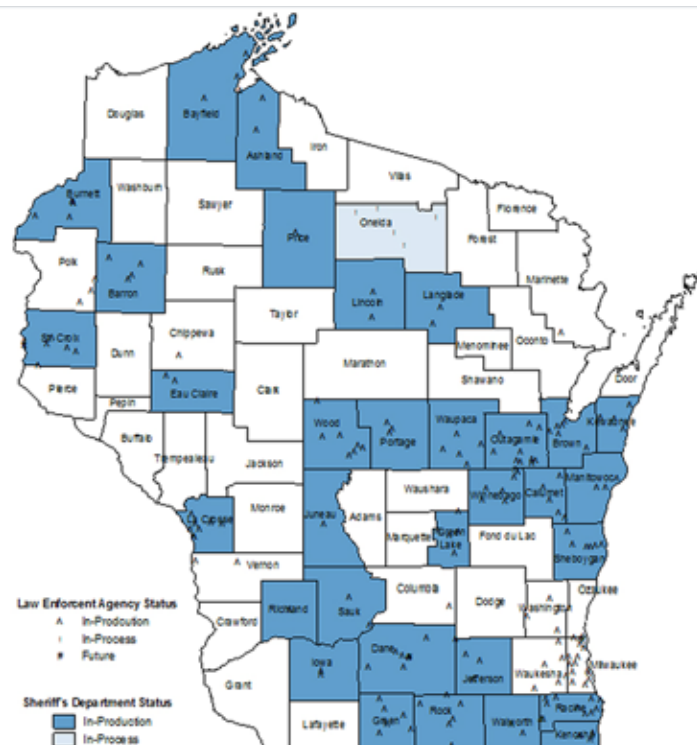 Douglas
Bayfield
Ashland
Iron
Vilas
Burnett
Washburn
Sawyer
Price
Oneida
Forest
Florence
Marinette
Polk
Barron
Rusk
Lincoln
Langlade
Taylor
Chippewa
St. Croix
Dunn
Marathon
Menominee
Oconto
Door
Pierce
Pepin
Eau Claire
Clark
Shawano
Buffalo
Trempealeau
Jackson
Wood
Portage
Waupaca
Outagamie
Brown
Kewaunee
La Crosse
Monroe
Juneau
Adams
Waushara
Winnebago
Calumet
Manitowoc
Marquette
Green
Lake
Fond du Lac
Sheboygan
Vernon
Richland
Sauk
Columbia
Dodge
Washington
Ozaukee
Crawford
Law Enforcent Agency Status
In-Prodcution
In-Process
Future
Grant
Iowa
Dane
Jefferson
Waukesha
Milwaukee
Sheriff's Department Status
In-Production
In-Process
Lafayette
Green
Rock
Walworth
Racine
Kenosha